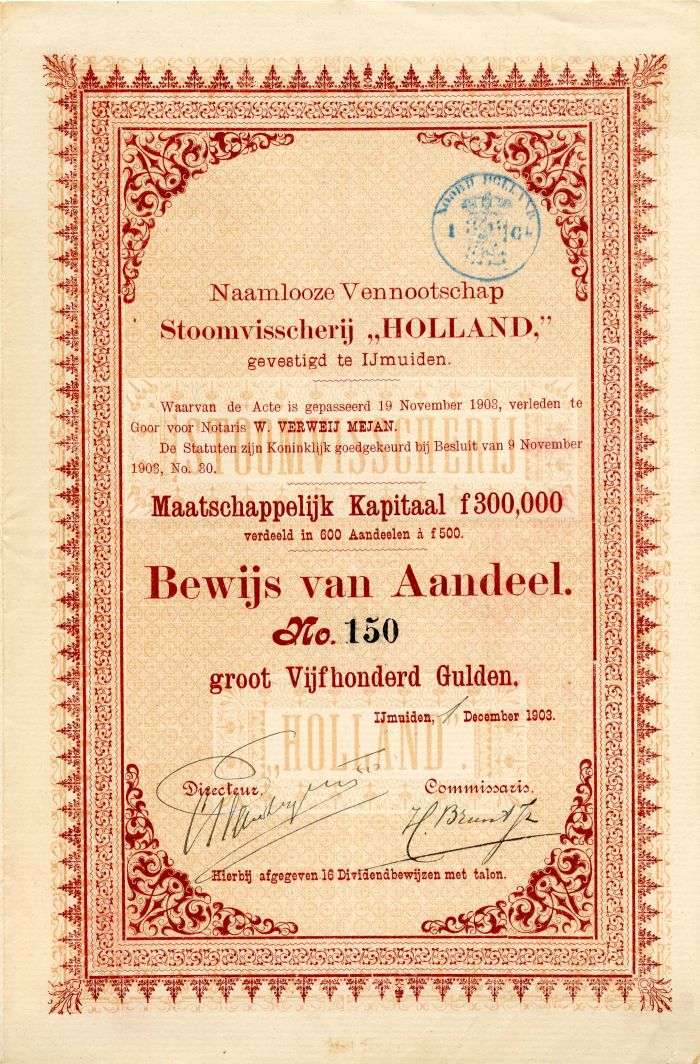 NOORD HOLLAND
Naamlooze Vennootschap
Stoomvisscherij „HOLLAND,”
gevestigd te IJmuiden.
Waarvan de Acte is gepasseerd 19 November 1903, verleden te
Goor voor Notaris W. VERWEIJ MEJAN.
De Statuten zijn Koninklijk goedgekeurd bij Besluit van 9 November
1903, No. 30.
STOOMVISSCHERIJ
Maatschappelijk Kapitaal f 300,000
verdeeld in 600 Aandeelen à f 500.
Bewijs van Aandeel.
No. 150
groot Vijfhonderd Gulden.
IJmuiden, 1 December 1903.
„HOLLAND”.
Directeur, Commissaris.
Hierbij afgegeven 16 Dividendbewijzen met talon.